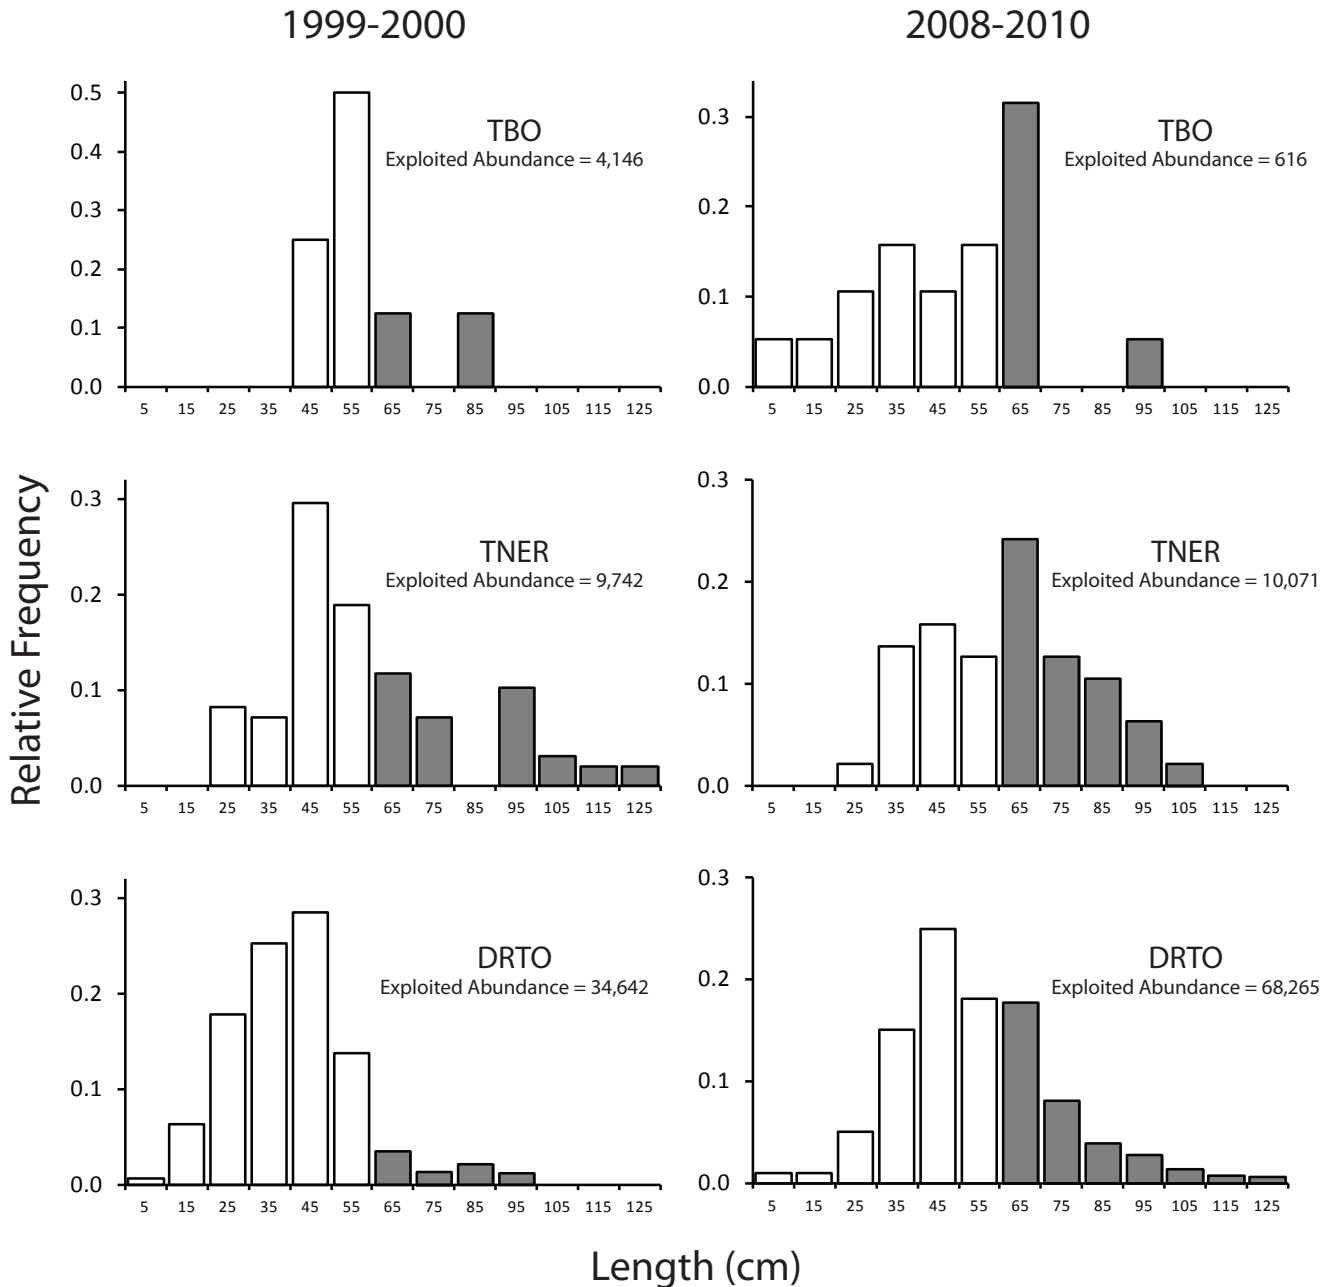 1999-2000
2008-2010
0.5
0.4
0.3
0.2
0.1
0.0
TBO
Exploited Abundance = 4,146
5 15 25 35 45 55 65 75 85 95 105 115 125
0.3
0.2
0.1
0.0
TBO
Exploited Abundance = 616
5 15 25 35 45 55 65 75 85 95 105 115 125
Relative Frequency
0.3
0.2
0.1
0.0
TNER
Exploited Abundance = 9,742
5 15 25 35 45 55 65 75 85 95 105 115 125
0.3
0.2
0.1
0.0
TNER
Exploited Abundance = 10,071
5 15 25 35 45 55 65 75 85 95 105 115 125
0.3
0.2
0.1
0.0
DRTO
Exploited Abundance = 34,642
5 15 25 35 45 55 65 75 85 95 105 115 125
0.3
0.2
0.1
0.0
DRTO
Exploited Abundance = 68,265
5 15 25 35 45 55 65 75 85 95 105 115 125
Length (cm)